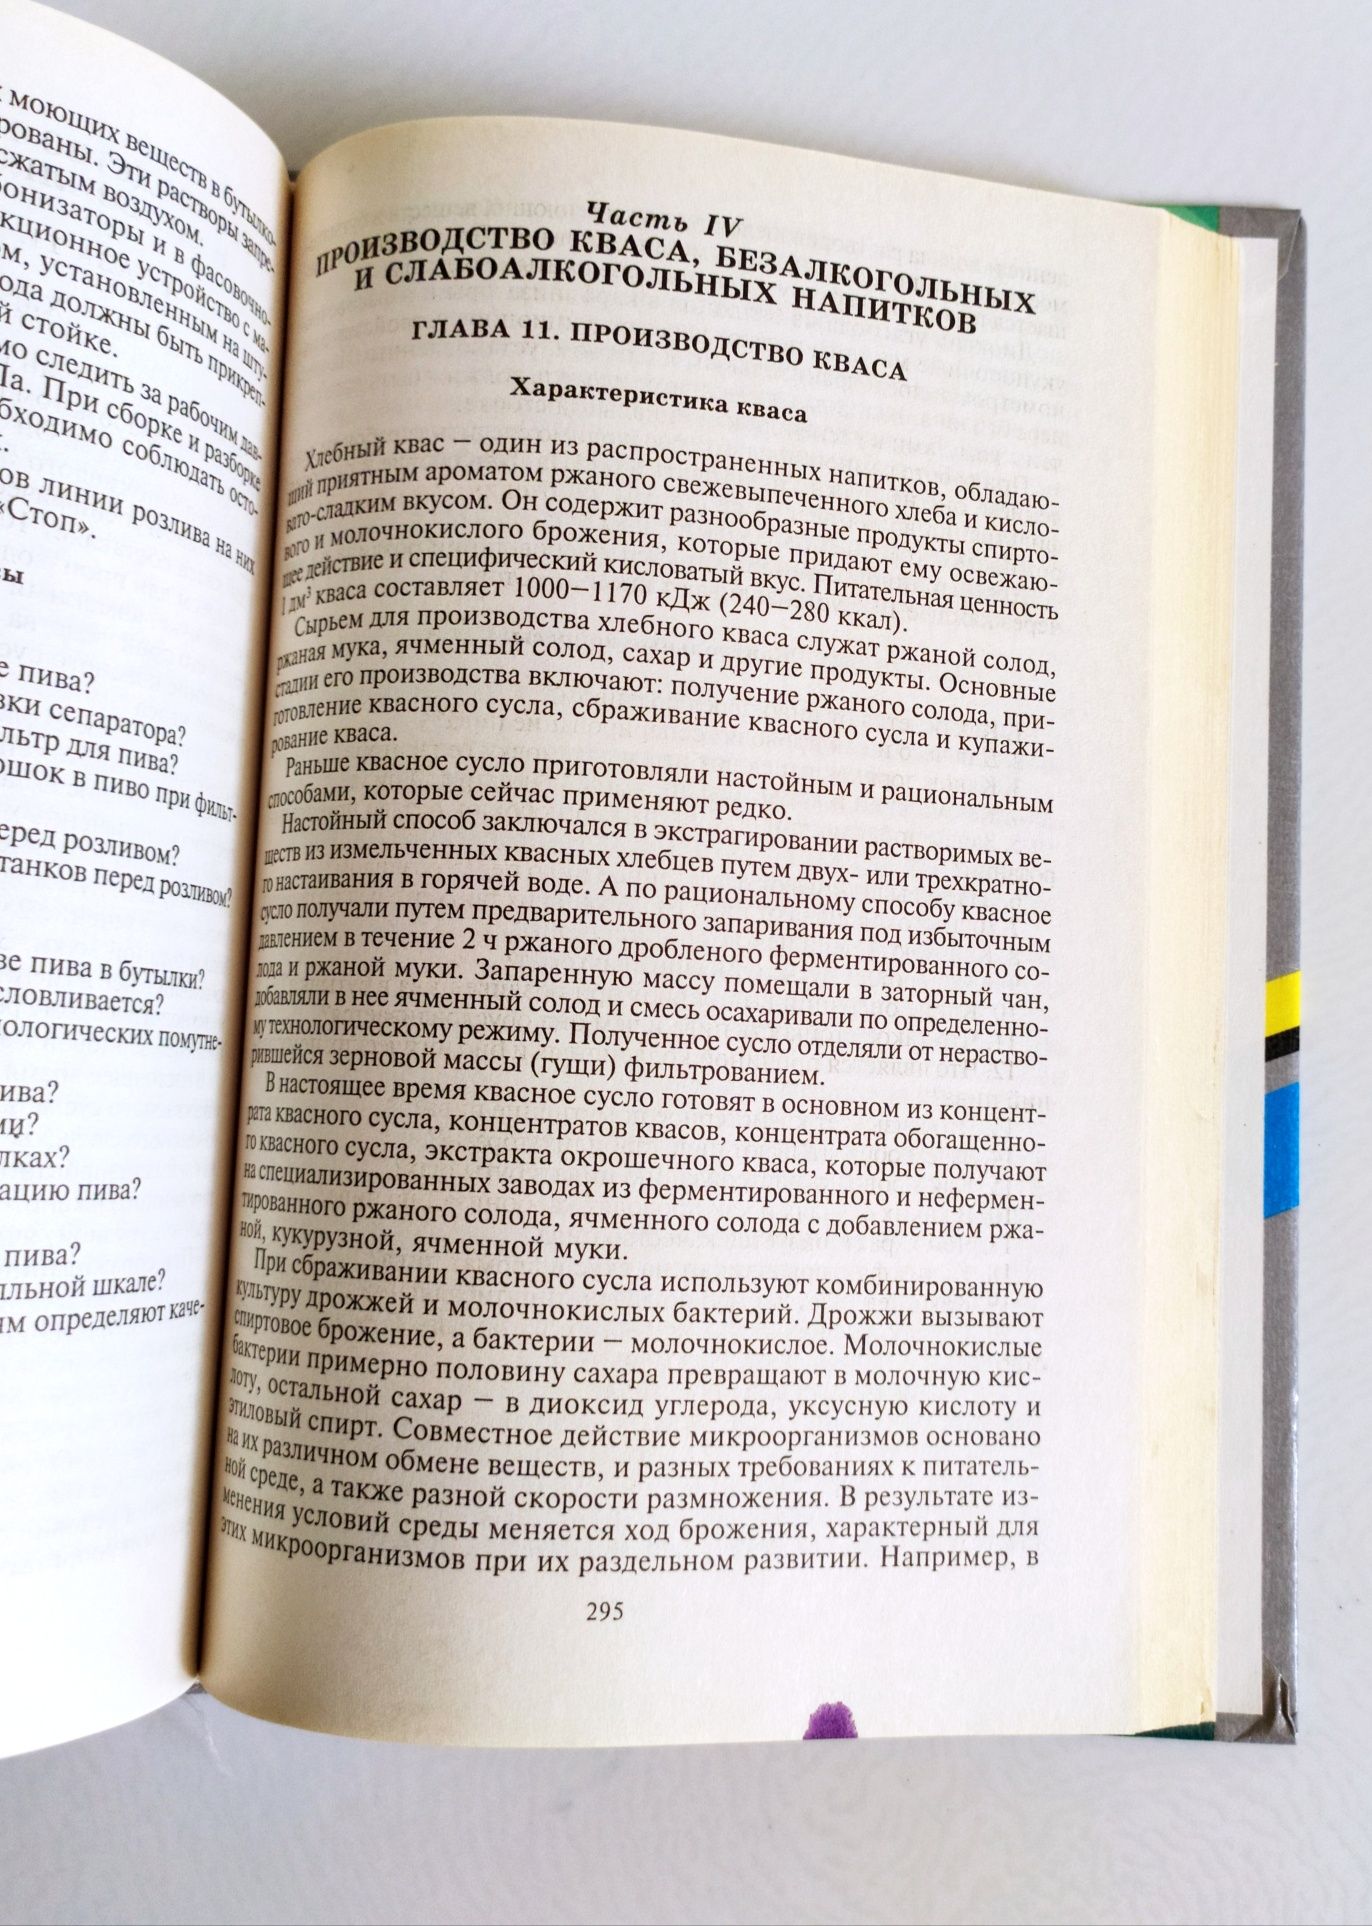 моющих веществ в бутылко-
рованы. Эти растворы запре-
сжатым воздухом.
бонизаторы и в фасовочно-
кционное устройство с ма-
ом, установленным на шту-
ода должны быть прикреп-
й стойке.
мо следить за рабочим дав-
Па. При сборке и разборке
бходимо соблюдать осто-
ов линии розлива на них
«Стоп».
ы
е пива?
вки сепаратора?
льтр для пива?
ошок в пиво при фильт-
еред розливом?
танков перед розливом?
ве пива в бутылки?
словливается?
ологических помутне-
пива?
ми?
лках?
ацию пива?
пива?
лльной шкале?
ям определяют каче-
Часть IV
ПРОИЗВОДСТВО КВАСА, БЕЗАЛКОГОЛЬНЫХ
И СЛАБОАЛКОГОЛЬНЫХ НАПИТКОВ
ГЛАВА 11. ПРОИЗВОДСТВО КВАСА
Характеристика кваса
Хлебный квас — один из распространенных напитков, обладаю-
щий приятным ароматом ржаного свежевыпеченного хлеба и кисло-
вато-сладким вкусом. Он содержит разнообразные продукты спирто-
вого и молочнокислого брожения, которые придают ему освежаю-
щее действие и специфический кисловатый вкус. Питательная ценность
1 дм³ кваса составляет 1000—1170 кДж (240—280 ккал).
Сырьем для производства хлебного кваса служат ржаной солод,
ржаная мука, ячменный солод, сахар и другие продукты. Основные
стадии его производства включают: получение ржаного солода, при-
готовление квасного сусла, сбраживание квасного сусла и купажи-
рование кваса.
Раньше квасное сусло приготовляли настойным и рациональным
способами, которые сейчас применяют редко.
Настойный способ заключался в экстрагировании растворимых ве-
ществ из измельченных квасных хлебцев путем двух- или трехкратно-
го настаивания в горячей воде. А по рациональному способу квасное
сусло получали путем предварительного запаривания под избыточным
давлением в течение 2 ч ржаного дробленого ферментированного со-
лода и ржаной муки. Запаренную массу помещали в заторный чан,
добавляли в нее ячменный солод и смесь осахаривали по определенно-
му технологическому режиму. Полученное сусло отделяли от нераство-
рившейся зерновой массы (гущи) фильтрованием.
В настоящее время квасное сусло готовят в основном из концент-
рата квасного сусла, концентратов квасов, концентрата обогащенно-
го квасного сусла, экстракта окрошечного кваса, которые получают
на специализированных заводах из ферментированного и нефермен-
тированного ржаного солода, ячменного солода с добавлением ржа-
ной, кукурузной, ячменной муки.
При сбраживании квасного сусла используют комбинированную
культуру дрожжей и молочнокислых бактерий. Дрожжи вызывают
спиртовое брожение, а бактерии — молочнокислое. Молочнокислые
бактерии примерно половину сахара превращают в молочную кис-
лоту, остальной сахар — в диоксид углерода, уксусную кислоту и
этиловый спирт. Совместное действие микроорганизмов основано
на их различном обмене веществ, и разных требованиях к питатель-
ной среде, а также разной скорости размножения. В результате из-
менения условий среды меняется ход брожения, характерный для
этих микроорганизмов при их раздельном развитии. Например, в
295